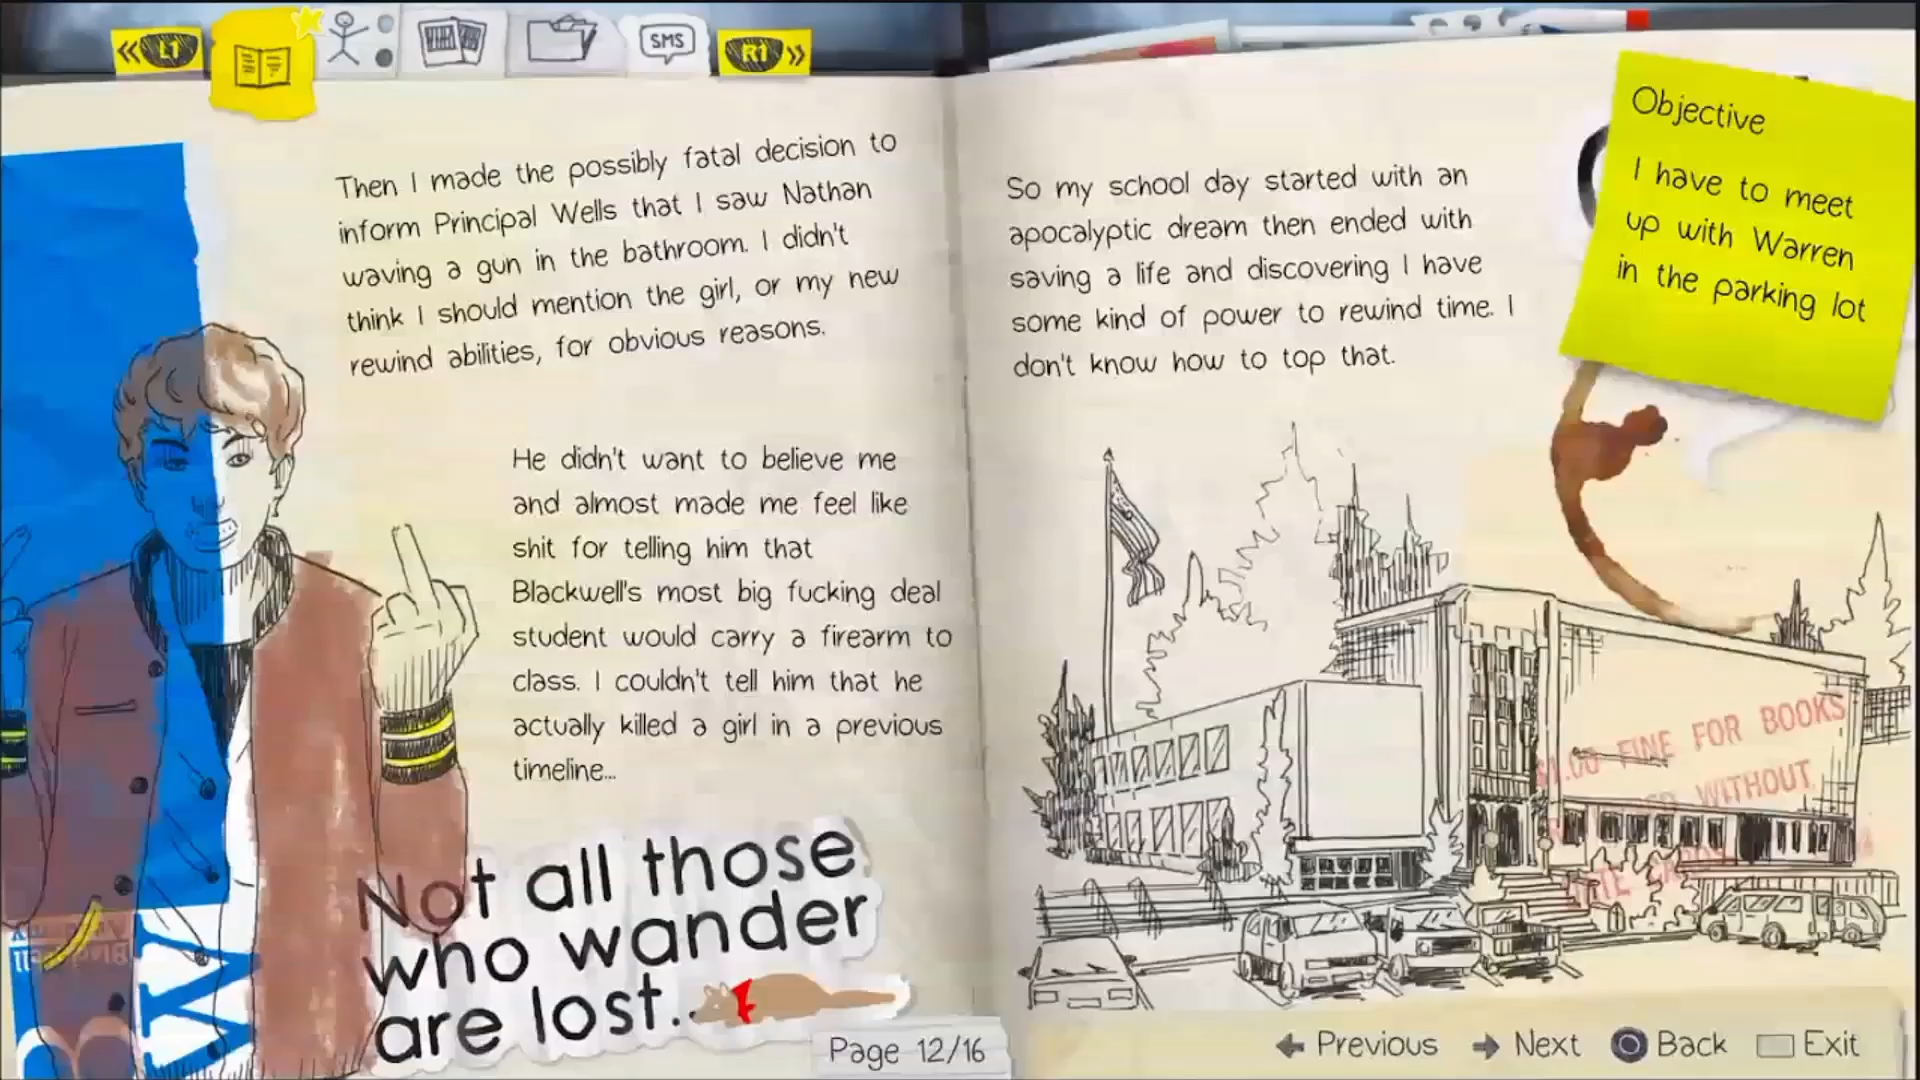 L1
SMS
R1
Then I made the possibly fatal decision to
inform Principal Wells that I saw Nathan
waving a gun in the bathroom. I didn't
think I should mention the girl, or my new
rewind abilities, for obvious reasons.
He didn't want to believe me
and almost made me feel like
shit for telling him that
Blackwell's most big fucking deal
student would carry a firearm to
class. I couldn't tell him that he
actually killed a girl in a previous
timeline...
Not all those
who wander
are lost...
Page 12/16
So my school day started with an
apocalyptic dream then ended with
saving a life and discovering I have
some kind of power to rewind time. I
don't know how to top that.
Objective
I have to meet
up with Warren
in the parking lot
$1.00 FINE FOR BOOKS
WITHOUT
Previous
Next
Back
Exit